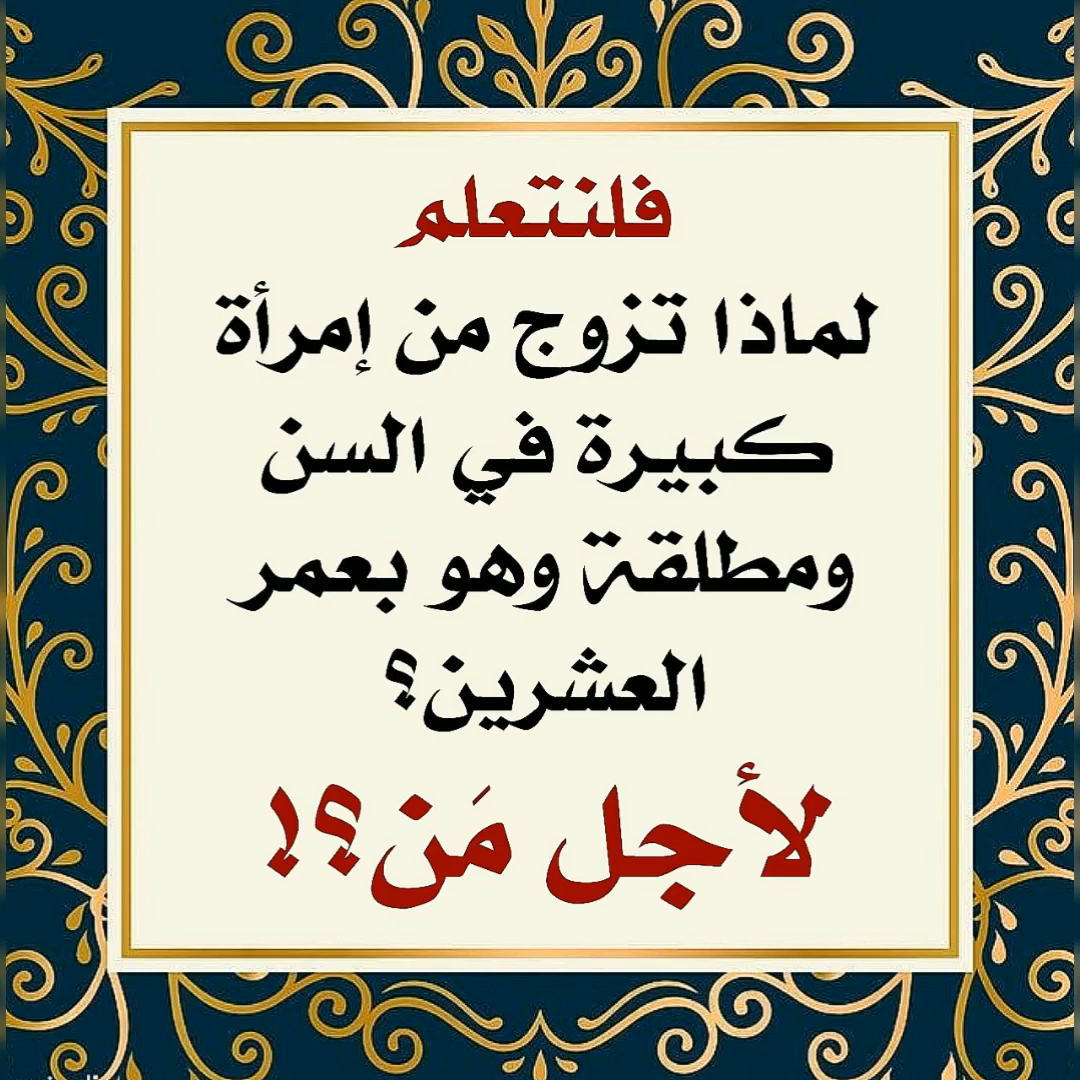 فلنتعلم
لماذا تزوج من إمرأة
كبيرة في السن
ومطلقة وهو بعمر
العشرين؟
لأجل مَن؟!